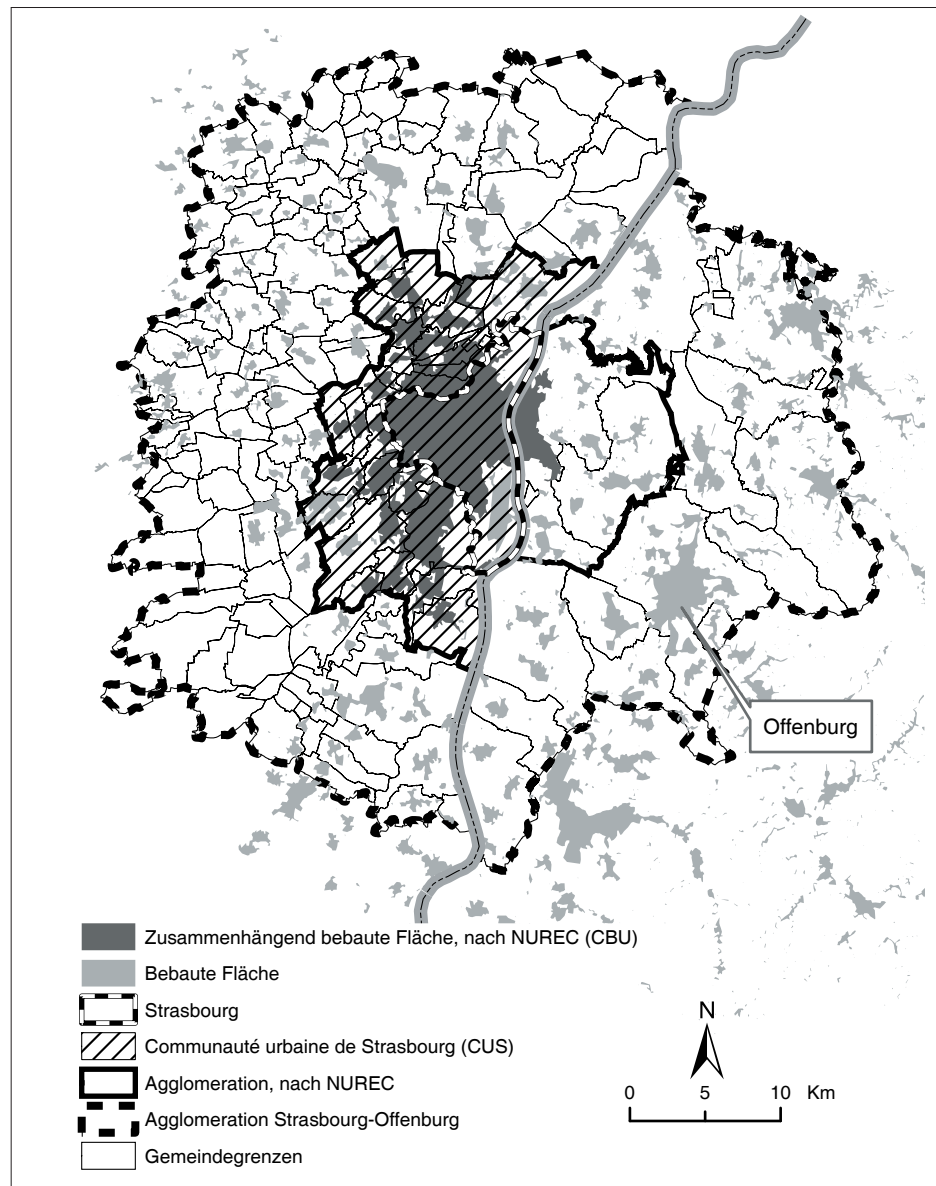 Offenburg
Zusammenhängend bebaute Fläche, nach NUREC (CBU)
Bebaute Fläche
Strasbourg
Communauté urbaine de Strasbourg (CUS)
Agglomeration, nach NUREC
Agglomeration Strasbourg-Offenburg
Gemeindegrenzen
N
0 5 10 Km